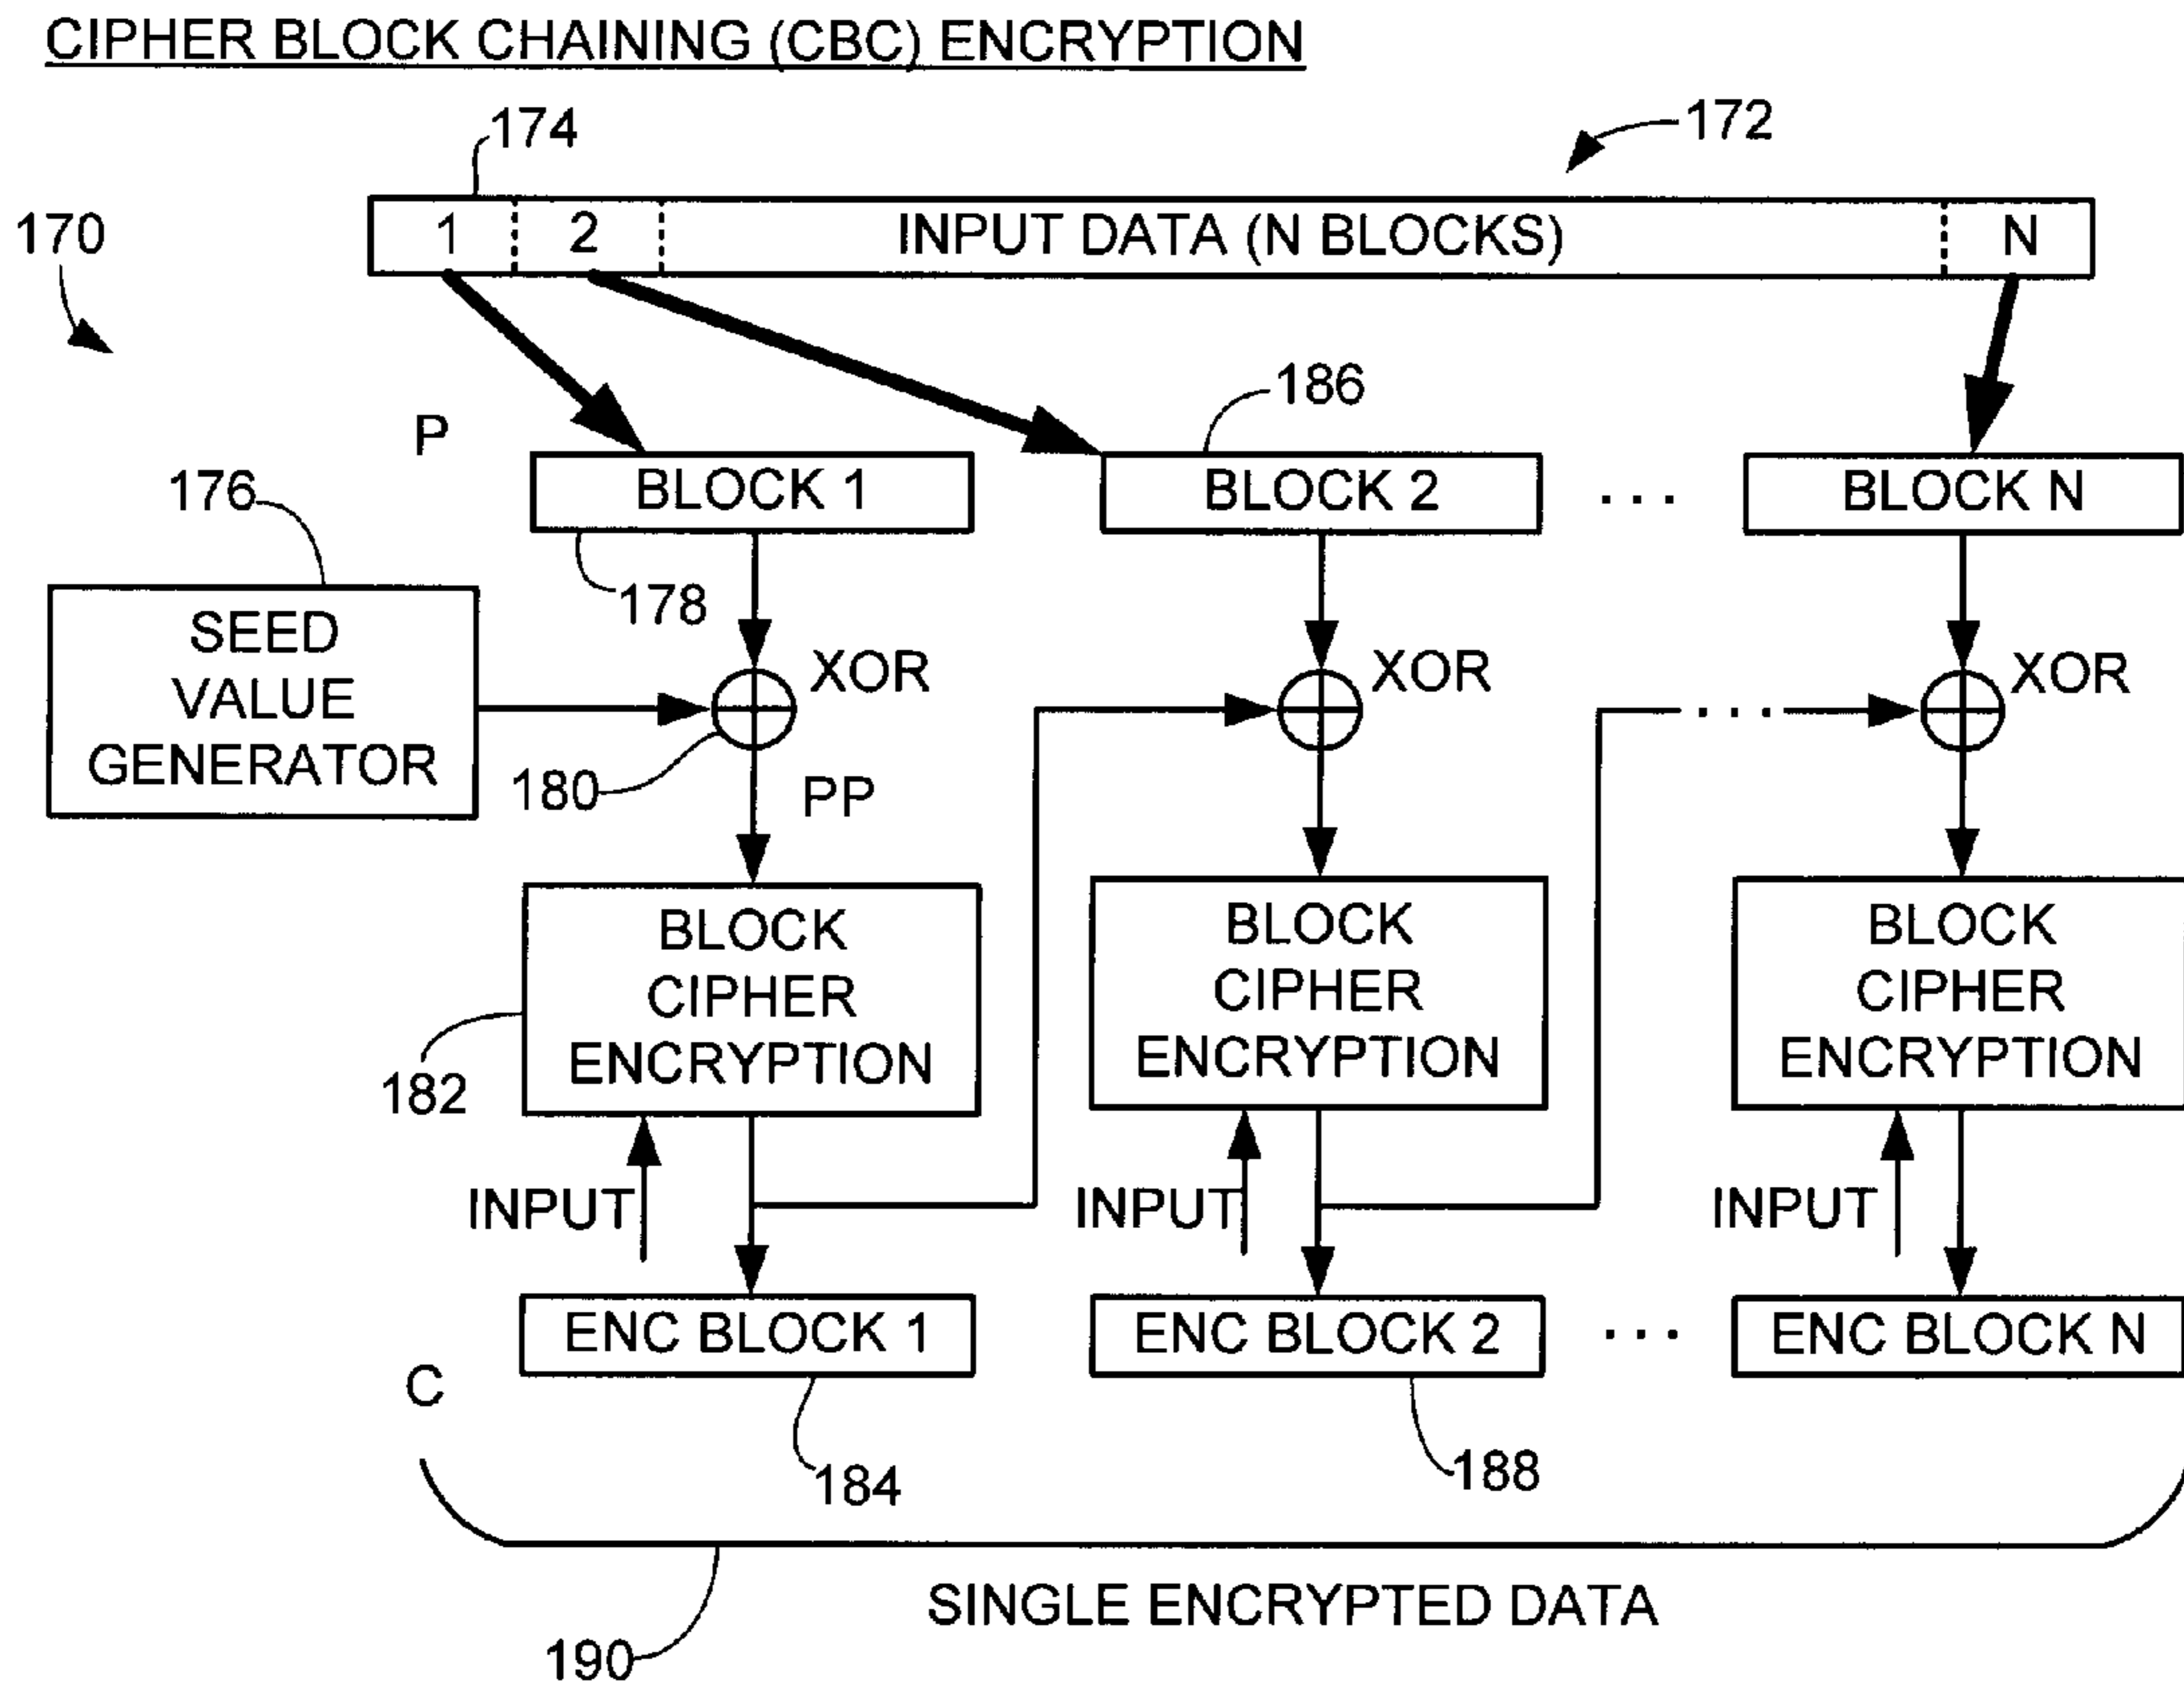 CIPHER BLOCK CHAINING (CBC) ENCRYPTION
174
172
170
1
2
INPUT DATA (N BLOCKS)
N
186
P
176
BLOCK 1
BLOCK 2
...
BLOCK N
178
SEED
VALUE
GENERATOR
XOR
XOR
...
XOR
180
PP
BLOCK
CIPHER
ENCRYPTION
BLOCK
CIPHER
ENCRYPTION
BLOCK
CIPHER
ENCRYPTION
182
INPUT
INPUT
INPUT
ENC BLOCK 1
ENC BLOCK 2
...
ENC BLOCK N
C
184
188
SINGLE ENCRYPTED DATA
190